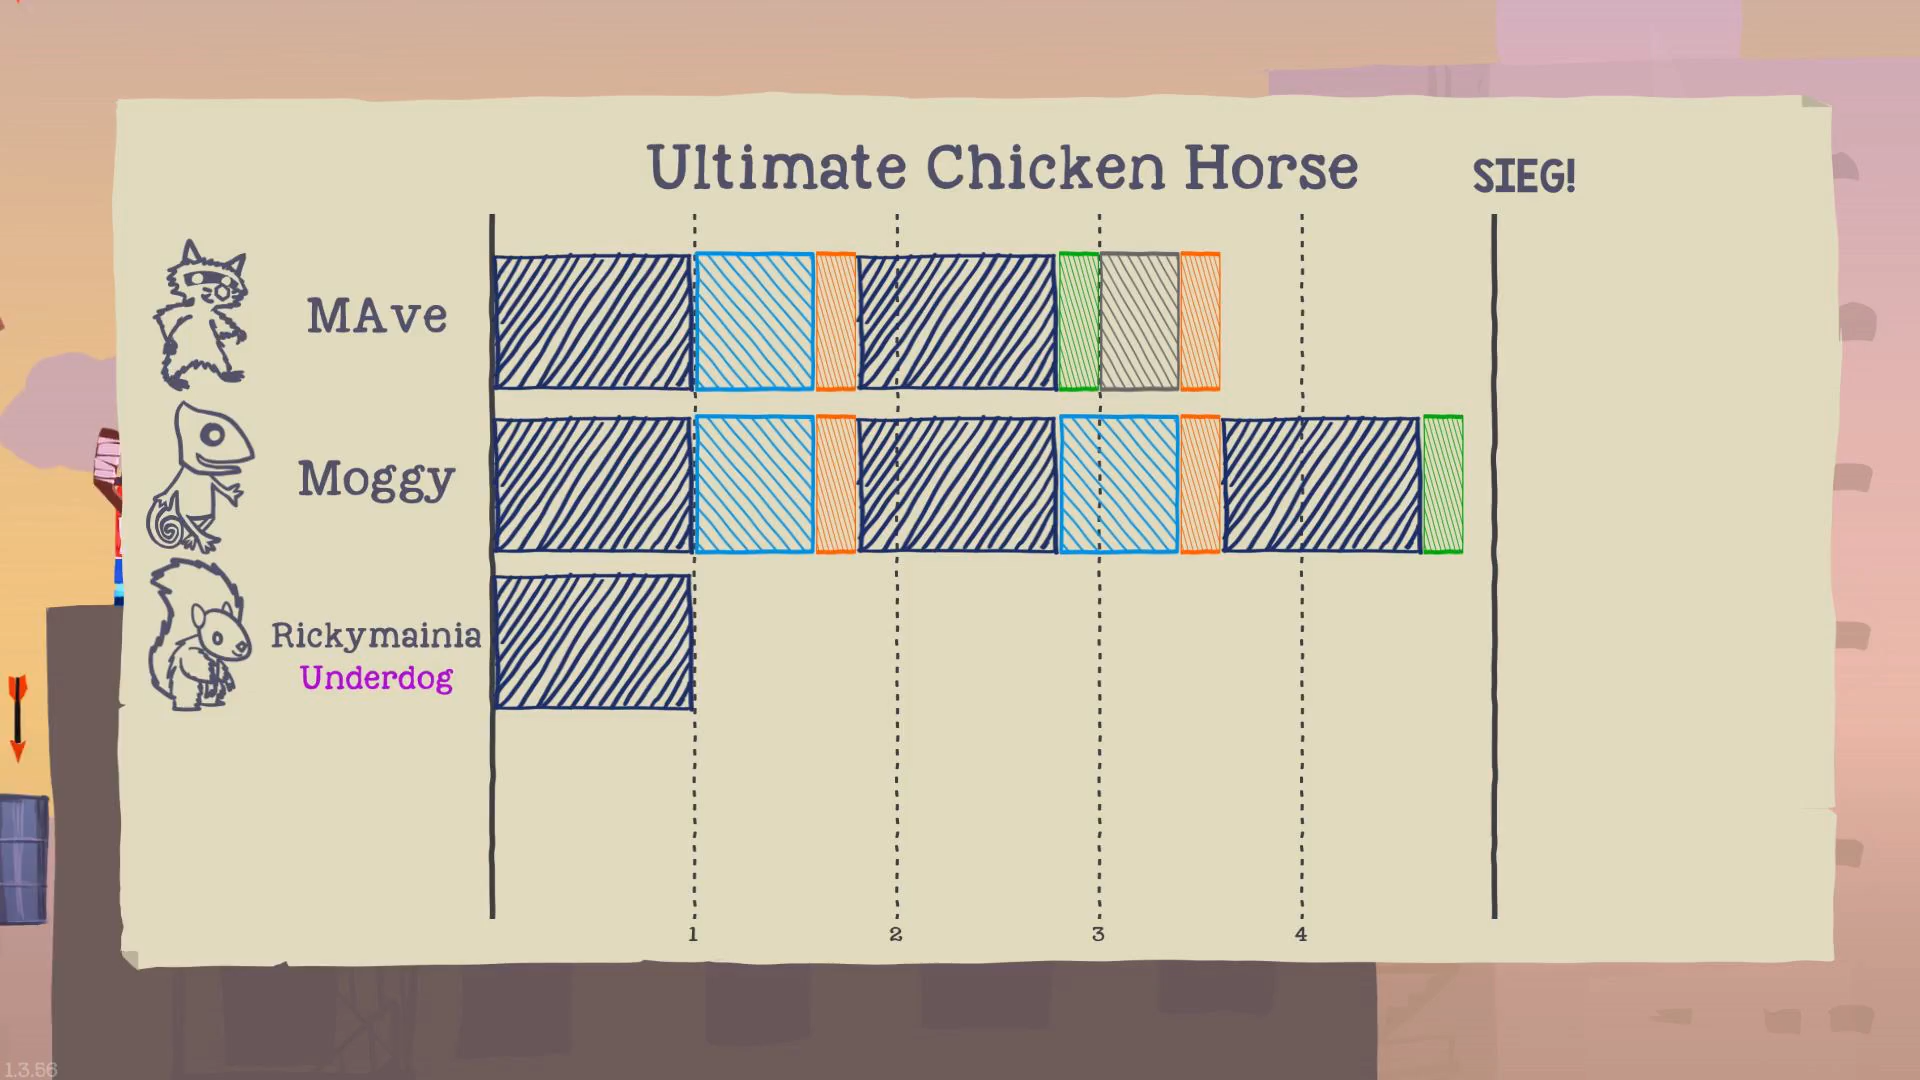 Ultimate Chicken Horse
SIEG!
MAve
Moggy
Rickymainia
Underdog
1 2 3 4
1.3.56